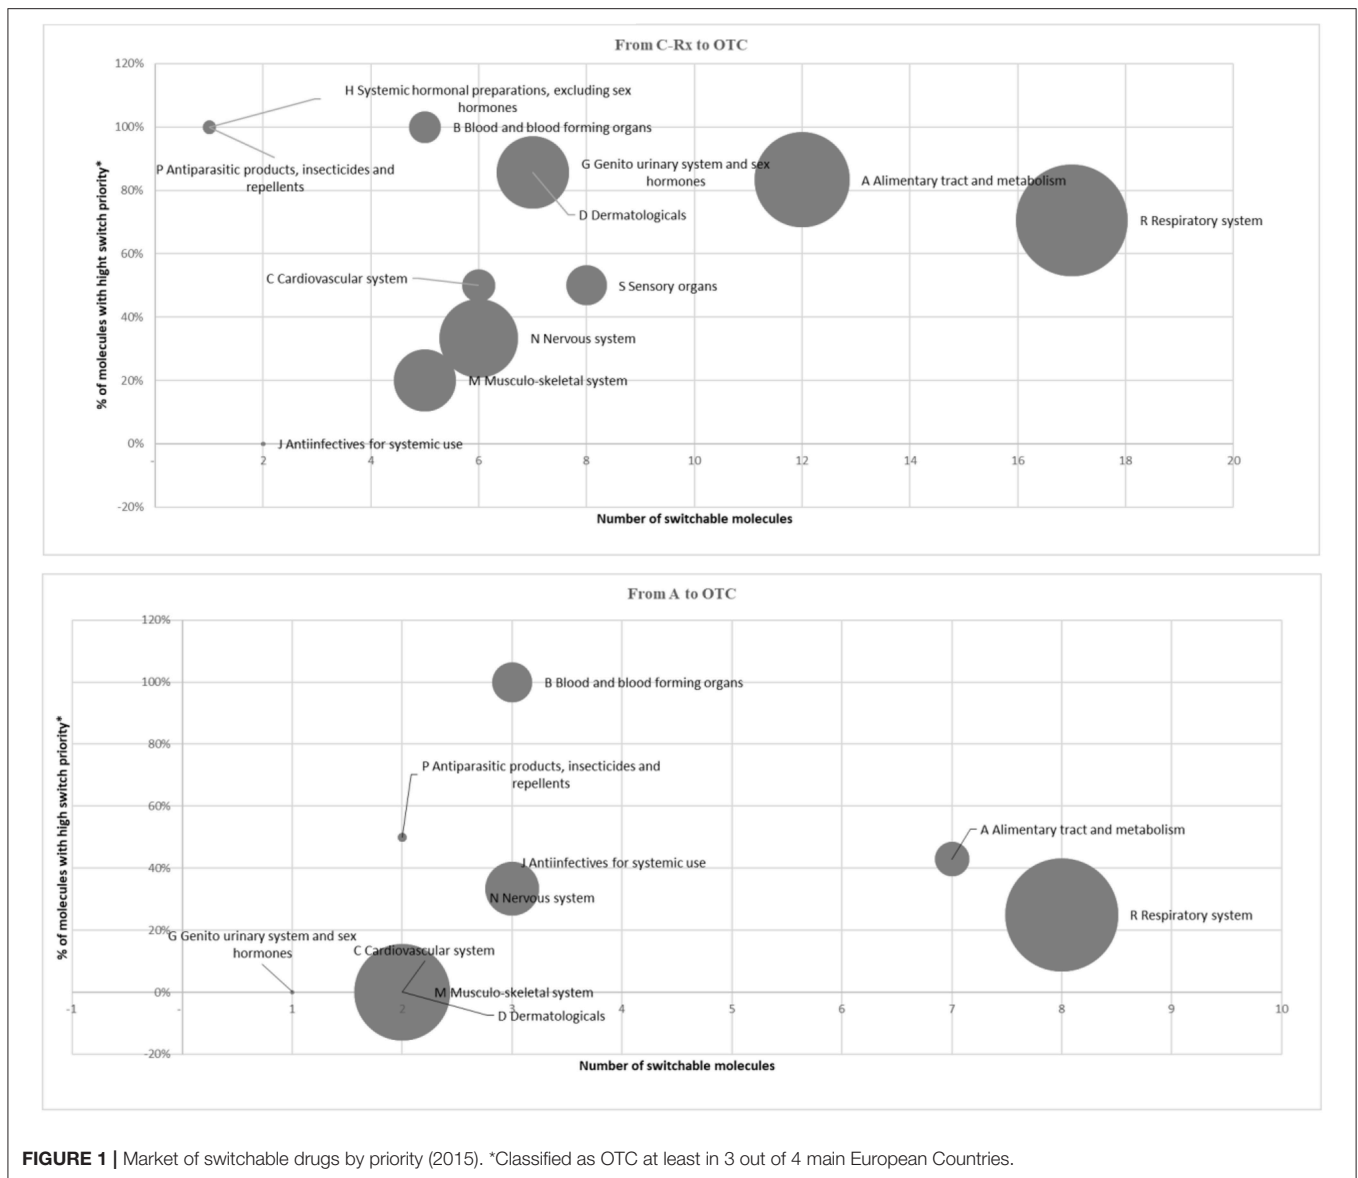 From C-Rx to OTC
120%
H Systemic hormonal preparations, excluding sex
hormones
100%
B Blood and blood forming organs
P Antiparasitic products, insecticides and
repellents
G Genito urinary system and sex
hormones
A Alimentary tract and metabolism
80%
D Dermatologicals
R Respiratory system
60%
C Cardiovascular system
S Sensory organs
40%
N Nervous system
20%
M Musculo-skeletal system
0%
J Antiinfectives for systemic use
- 2 4 6 8 10 12 14 16 18 20
-20%
% of molecules with hight switch priority*
Number of switchable molecules
From A to OTC
120%
100%
B Blood and blood forming organs
80%
P Antiparasitic products, insecticides and
repellents
60%
A Alimentary tract and metabolism
40%
J Antiinfectives for systemic use
N Nervous system
R Respiratory system
20%
G Genito urinary system and sex
hormones
C Cardiovascular system
0%
M Musculo-skeletal system
D Dermatologicals
-1 - 1 2 3 4 5 6 7 8 9 10
-20%
% of molecules with high switch priority*
Number of switchable molecules
FIGURE 1 | Market of switchable drugs by priority (2015). *Classified as OTC at least in 3 out of 4 main European Countries.